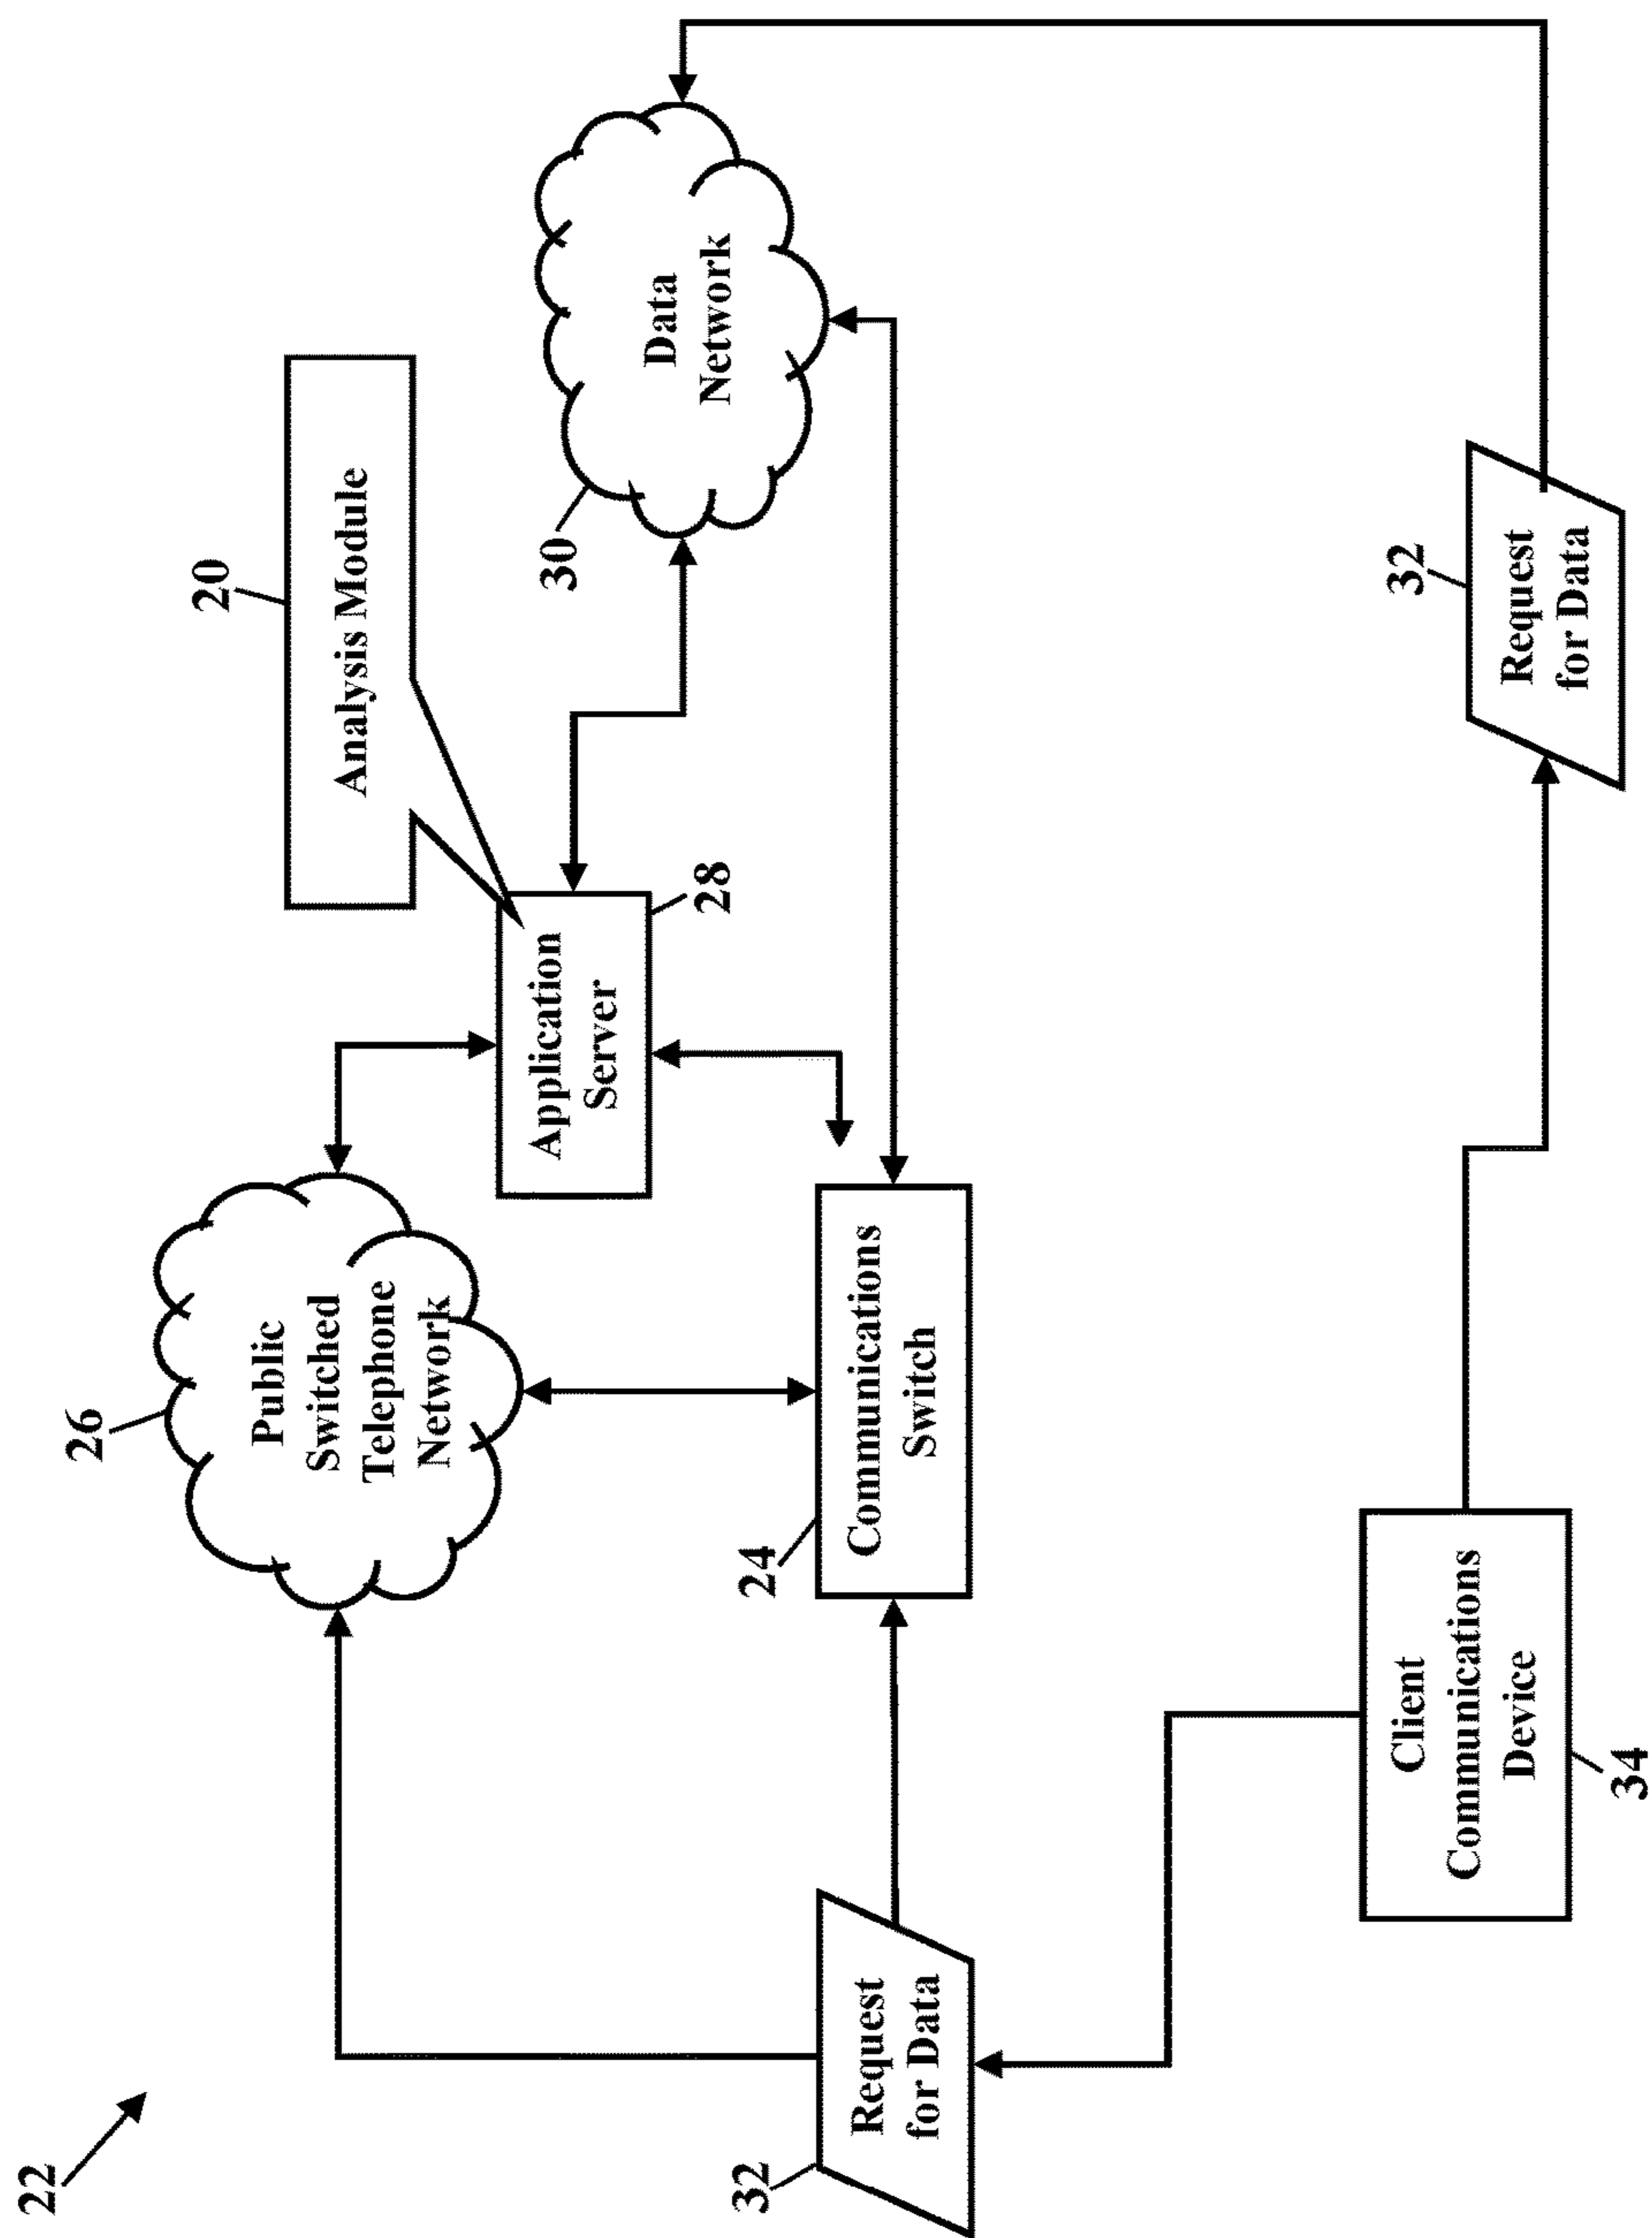 22
26
Public
Switched
Telephone
Network
20
Analysis Module
Application
Server
28
30
Data
Network
24
Communications
Switch
32
Request
for Data
Client
Communications
Device
34
32
Request
for Data